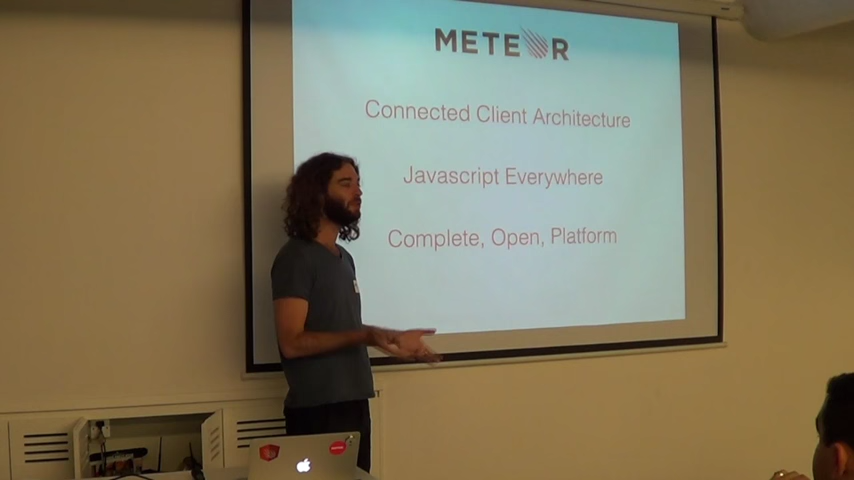 METEOR
Connected Client Architecture
Javascript Everywhere
Complete, Open, Platform